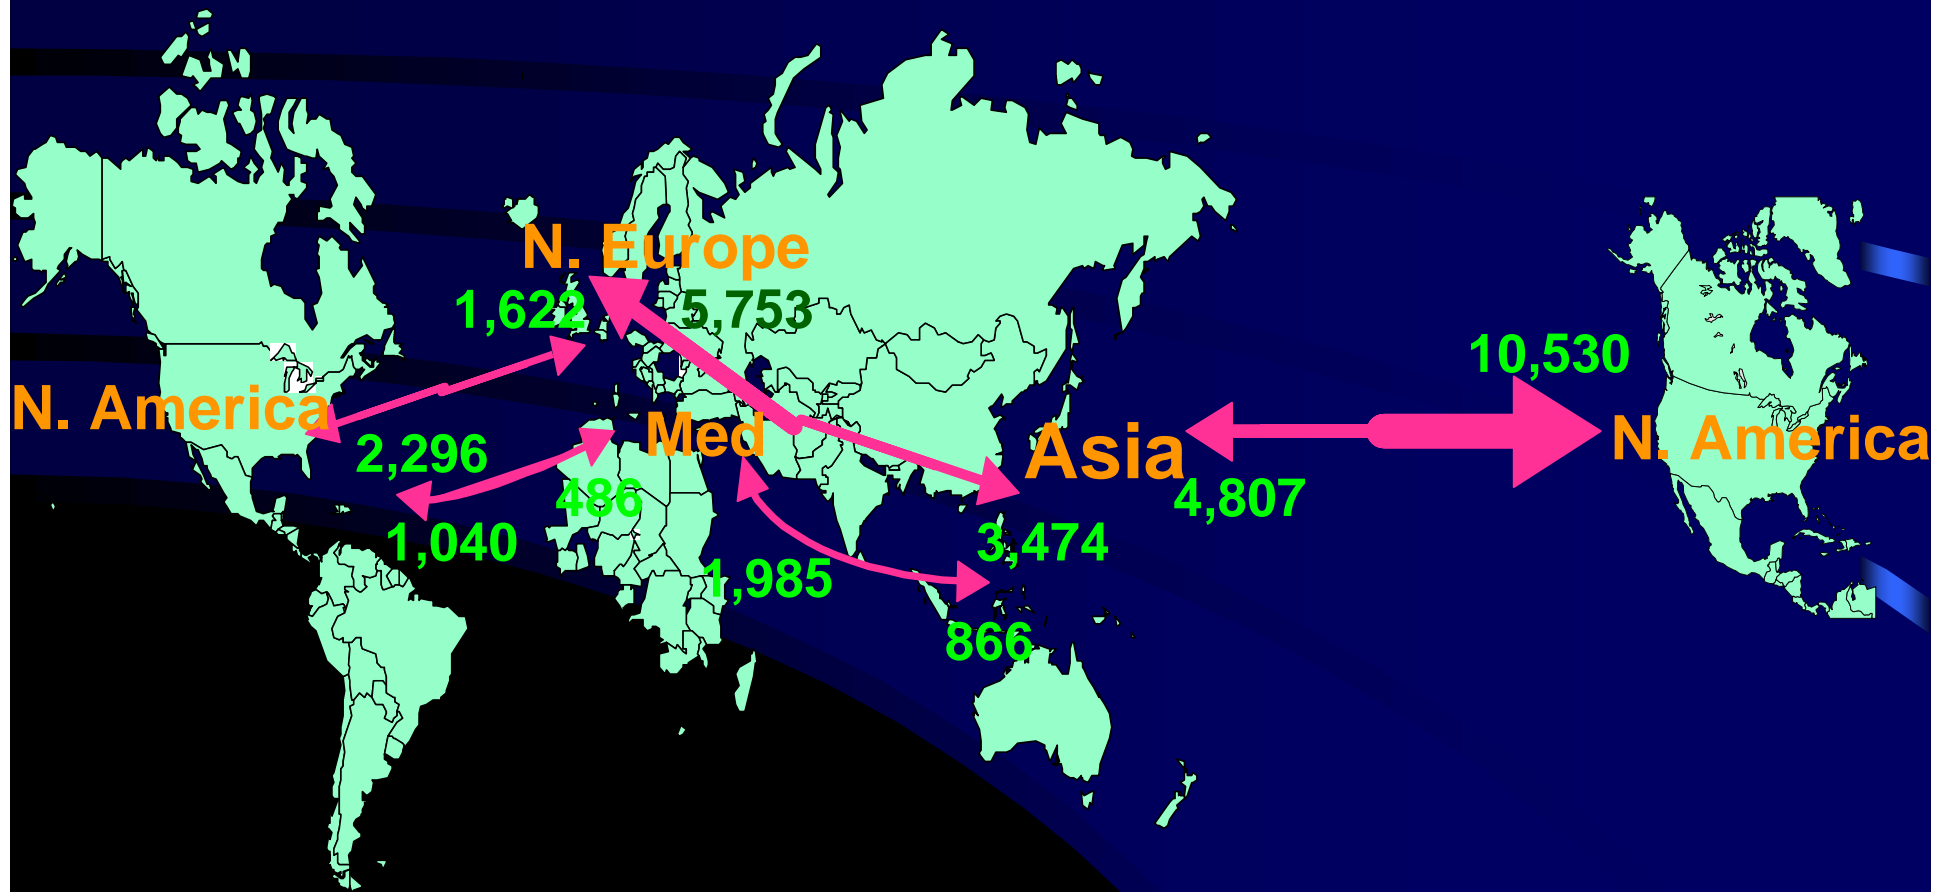 N. Europe
1,622
5,753
10,530
N. America
Med
Asia
N. America
2,296
486
4,807
1,040
3,474
1,985
866